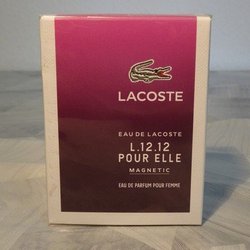 LACOSTE
EAU DE LACOSTE
L.12.12
POUR ELLE
MAGNETIC
EAU DE PARFUM POUR FEMME